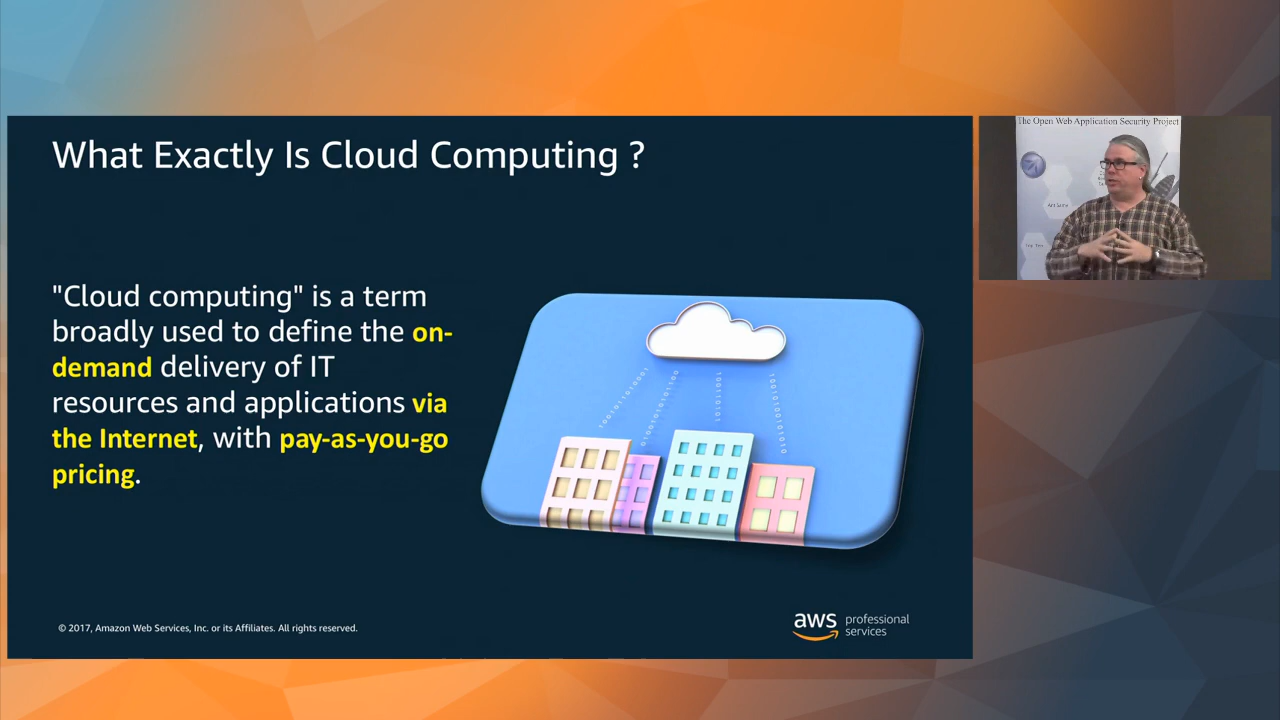 What Exactly Is Cloud Computing ?
"Cloud computing" is a term
broadly used to define the on-
demand delivery of IT
resources and applications via
the Internet, with pay-as-you-go
pricing.
© 2017, Amazon Web Services, Inc. or its Affiliates. All rights reserved.
aws professional
services
The Open Web Application Security Project